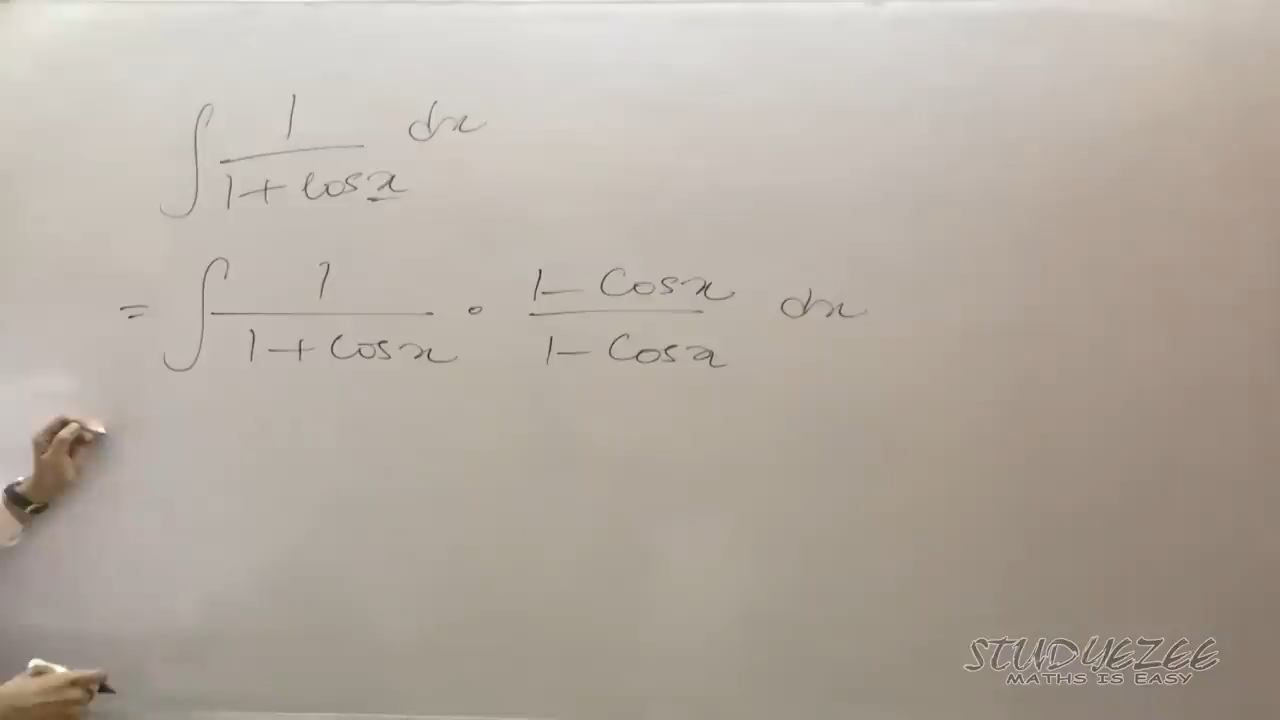 ∫ 1/(1+cosx) dx
= ∫ 1/(1+cosx) · (1-Cosx)/(1-Cosx) dx
STUDYEZEE
MATHS IS EASY